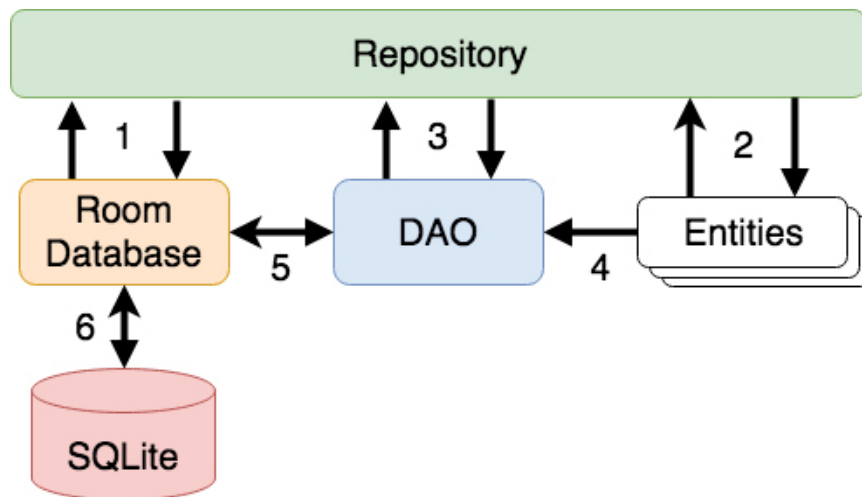 Repository
1
3
2
Room
Database
DAO
Entities
5
4
6
SQLite